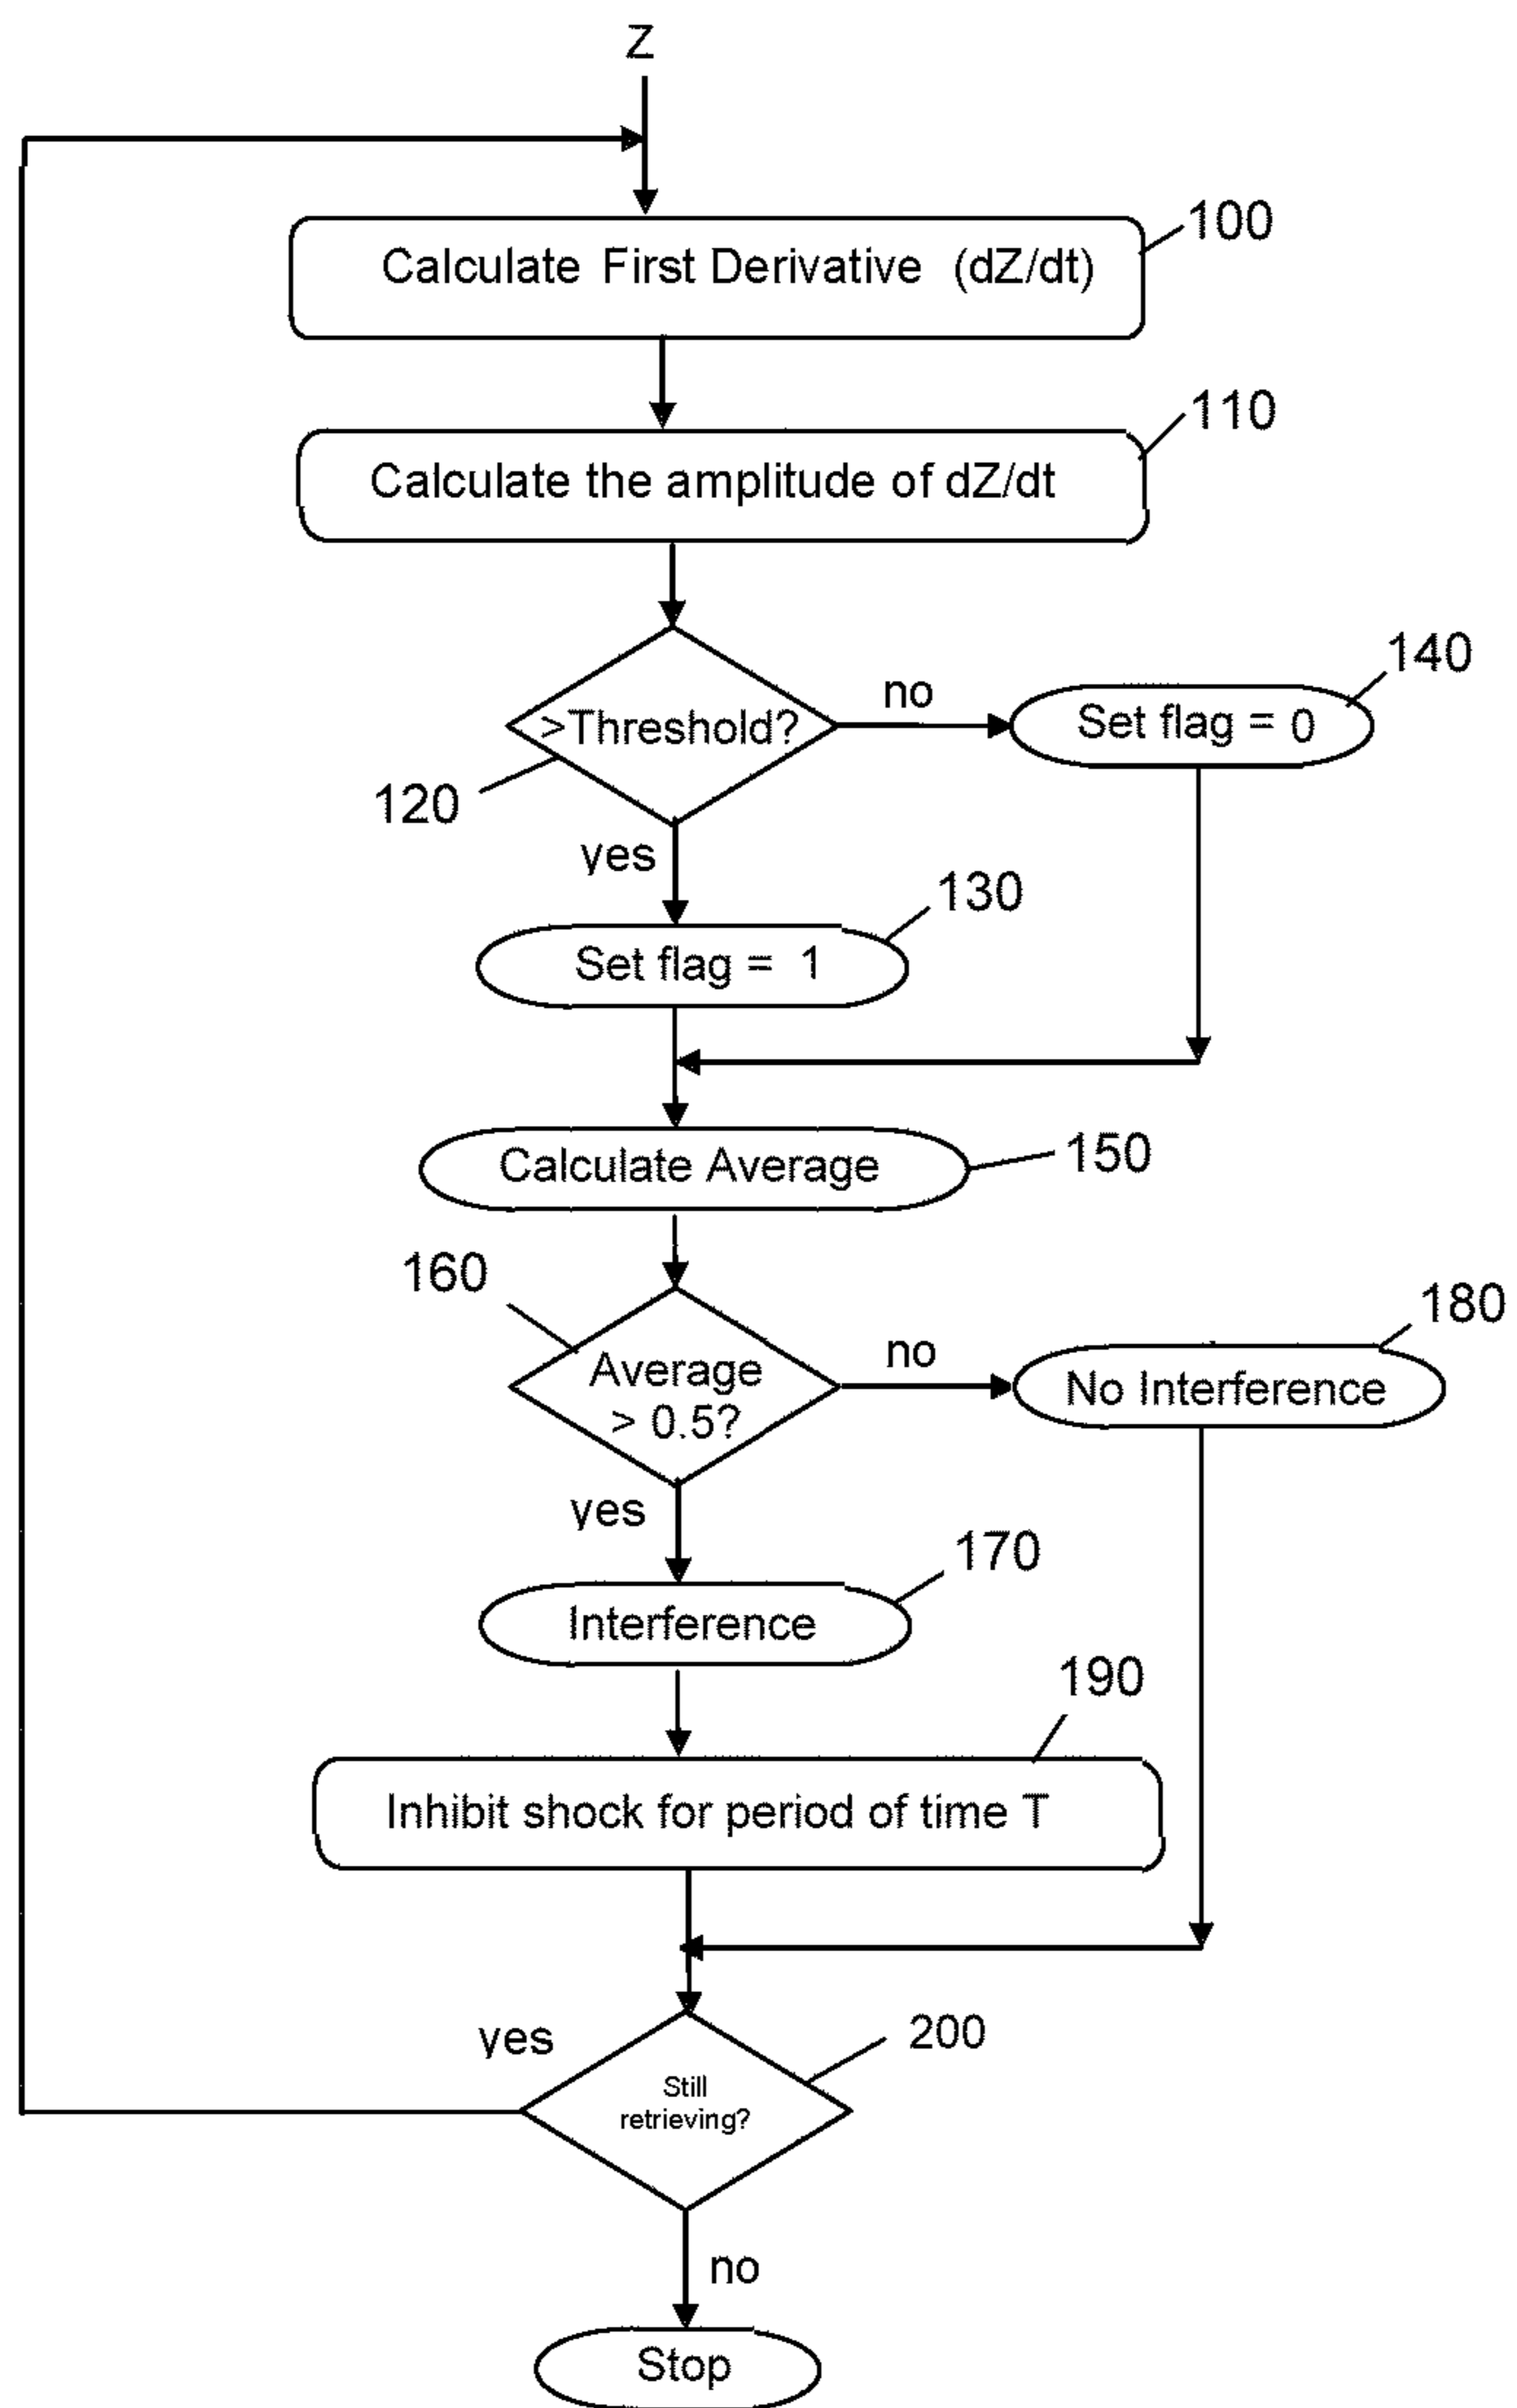 Z
100
Calculate First Derivative (dZ/dt)
110
Calculate the amplitude of dZ/dt
>Threshold?
120
no
140
Set flag = 0
yes
130
Set flag = 1
Calculate Average
150
160
Average
> 0.5?
no
180
No Interference
yes
170
Interference
190
Inhibit shock for period of time T
yes
200
Still
retrieving?
no
Stop